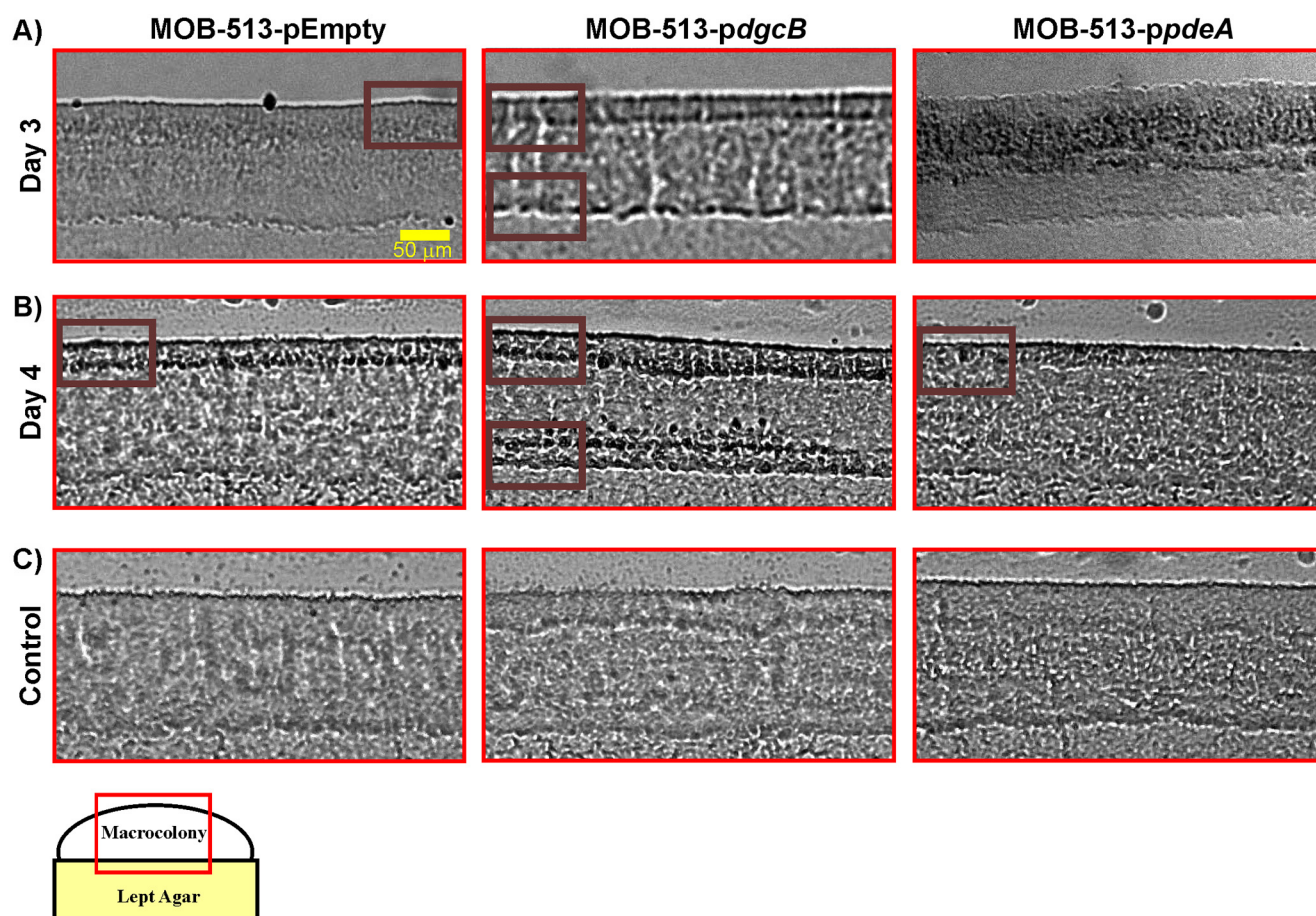 A)
MOB-513-pEmpty
MOB-513-pdgcB
MOB-513-ppdeA
Day 3
50 µm
B)
Day 4
C)
Control
Macrocolony
Lept Agar